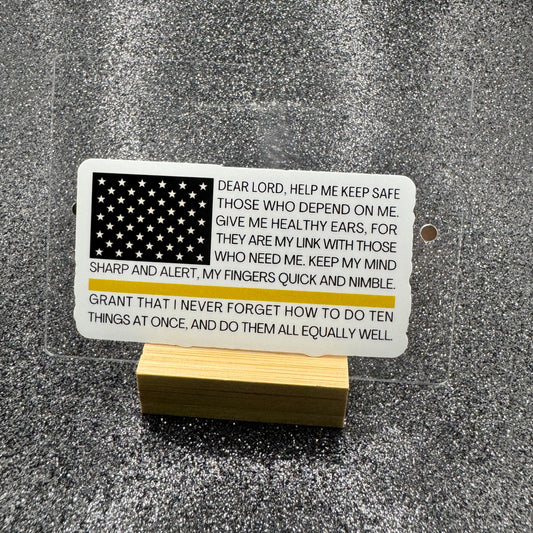 DEAR LORD, HELP ME KEEP SAFE
THOSE WHO DEPEND ON ME.
GIVE ME HEALTHY EARS, FOR
THEY ARE MY LINK WITH THOSE
WHO NEED ME. KEEP MY MIND
SHARP AND ALERT, MY FINGERS QUICK AND NIMBLE.
GRANT THAT I NEVER FORGET HOW TO DO TEN
THINGS AT ONCE, AND DO THEM ALL EQUALLY WELL.